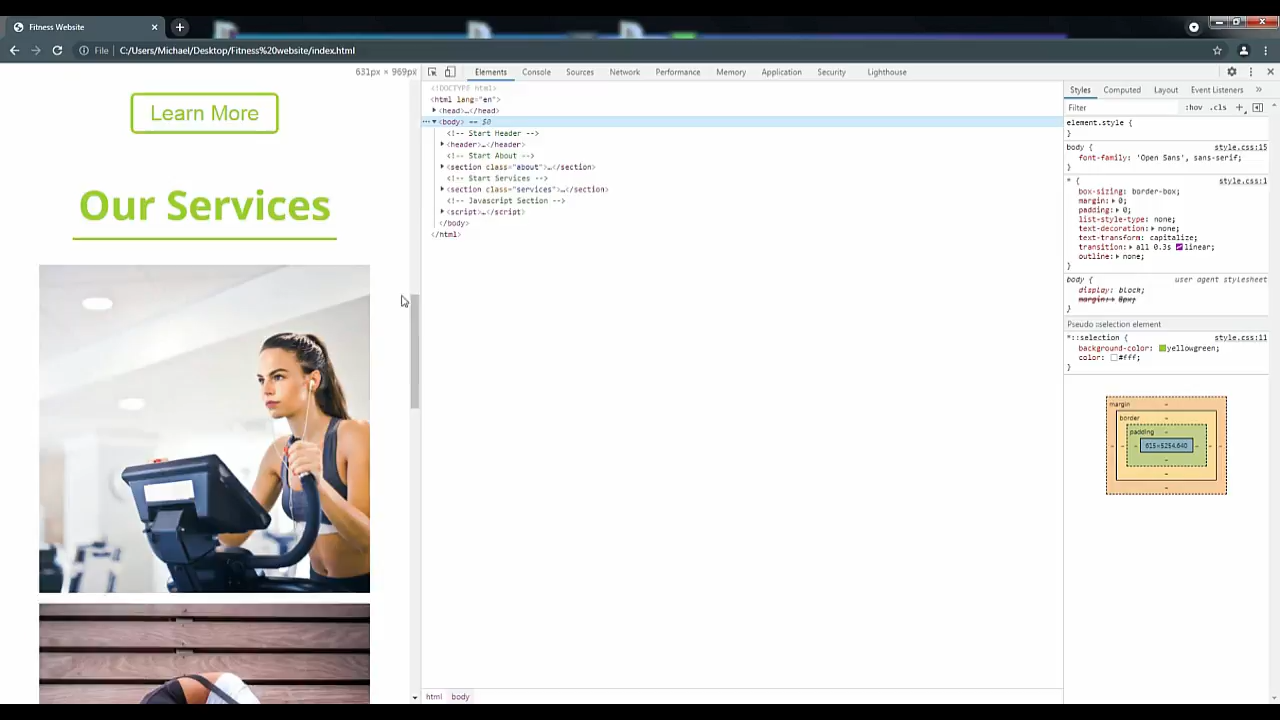 Fitness Website
File C:/Users/Michael/Desktop/Fitness%20website/index.html
631px × 969px
Elements Console Sources Network Performance Memory Application Security Lighthouse
Learn More
Our Services
<!DOCTYPE html>
<html lang="en">
<head>…</head>
<body> == $0
<!-- Start Header -->
<header>…</header>
<!-- Start About -->
<section class="about">…</section>
<!-- Start Services -->
<section class="services">…</section>
<!-- Javascript Section -->
<script>…</script>
</body>
</html>
html body
Styles Computed Layout Event Listeners »
Filter :hov .cls +
element.style {
}
body { style.css:15
font-family: 'Open Sans', sans-serif;
}
* { style.css:1
box-sizing: border-box;
margin: 0;
padding: 0;
list-style-type: none;
text-decoration: none;
text-transform: capitalize;
transition: all 0.3s linear;
outline: none;
}
body { user agent stylesheet
display: block;
margin: 8px;
}
Pseudo ::selection element
*::selection { style.css:11
background-color: yellowgreen;
color: #fff;
}
margin -
border -
padding -
- - - 615×5254.640 - - -
-
-
-